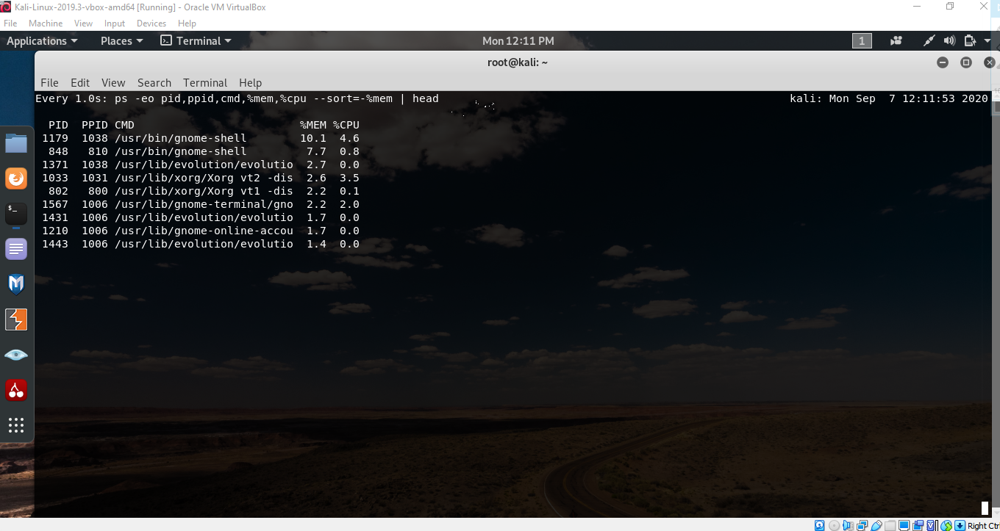 Kali-Linux-2019.3-vbox-amd64 [Running] - Oracle VM VirtualBox
File Machine View Input Devices Help
Applications Places Terminal Mon 12:11 PM 1
root@kali: ~
File Edit View Search Terminal Help
Every 1.0s: ps -eo pid,ppid,cmd,%mem,%cpu --sort=-%mem | head kali: Mon Sep  7 12:11:53 2020
PID PPID CMD %MEM %CPU
1179 1038 /usr/bin/gnome-shell 10.1 4.6
848 810 /usr/bin/gnome-shell 7.7 0.8
1371 1038 /usr/lib/evolution/evolutio 2.7 0.0
1033 1031 /usr/lib/xorg/Xorg vt2 -dis 2.6 3.5
802 800 /usr/lib/xorg/Xorg vt1 -dis 2.2 0.1
1567 1006 /usr/lib/gnome-terminal/gno 2.2 2.0
1431 1006 /usr/lib/evolution/evolutio 1.7 0.0
1210 1006 /usr/lib/gnome-online-accou 1.7 0.0
1443 1006 /usr/lib/evolution/evolutio 1.4 0.0
Right Ctr